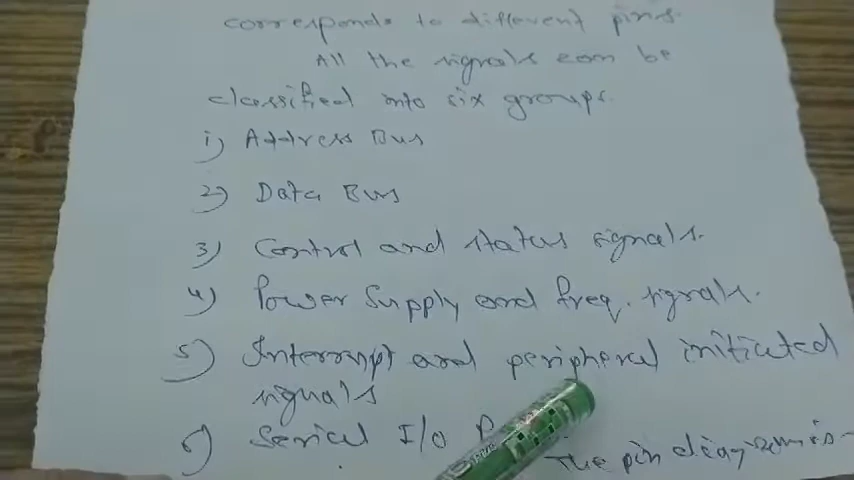 corresponds to different pins.
All the signals can be
classified into six groups.
1) Address Bus
2) Data Bus
3) Control and status signals.
4) Power Supply and freq. signals.
5) Interrupt and peripheral initiated
signals
6) Serial I/O P
The pin diagram is